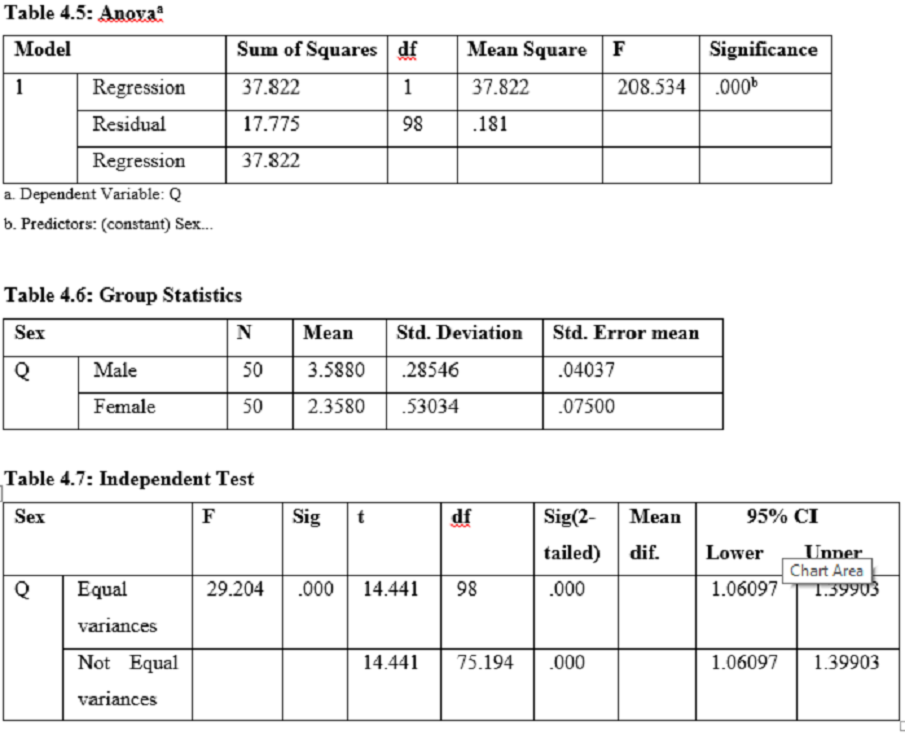 Table 4.5: Anovaᵃ
Model Sum of Squares df Mean Square F Significance
1 Regression 37.822 1 37.822 208.534 .000ᵇ
Residual 17.775 98 .181
Regression 37.822
a. Dependent Variable: Q
b. Predictors: (constant) Sex...
Table 4.6: Group Statistics
Sex N Mean Std. Deviation Std. Error mean
Q Male 50 3.5880 .28546 .04037
Female 50 2.3580 .53034 .07500
Table 4.7: Independent Test
Sex F Sig t df Sig(2- Mean 95% CI
tailed) dif. Lower Upper
Chart Area
Q Equal 29.204 .000 14.441 98 .000 1.06097 1.39903
variances
Not Equal 14.441 75.194 .000 1.06097 1.39903
variances